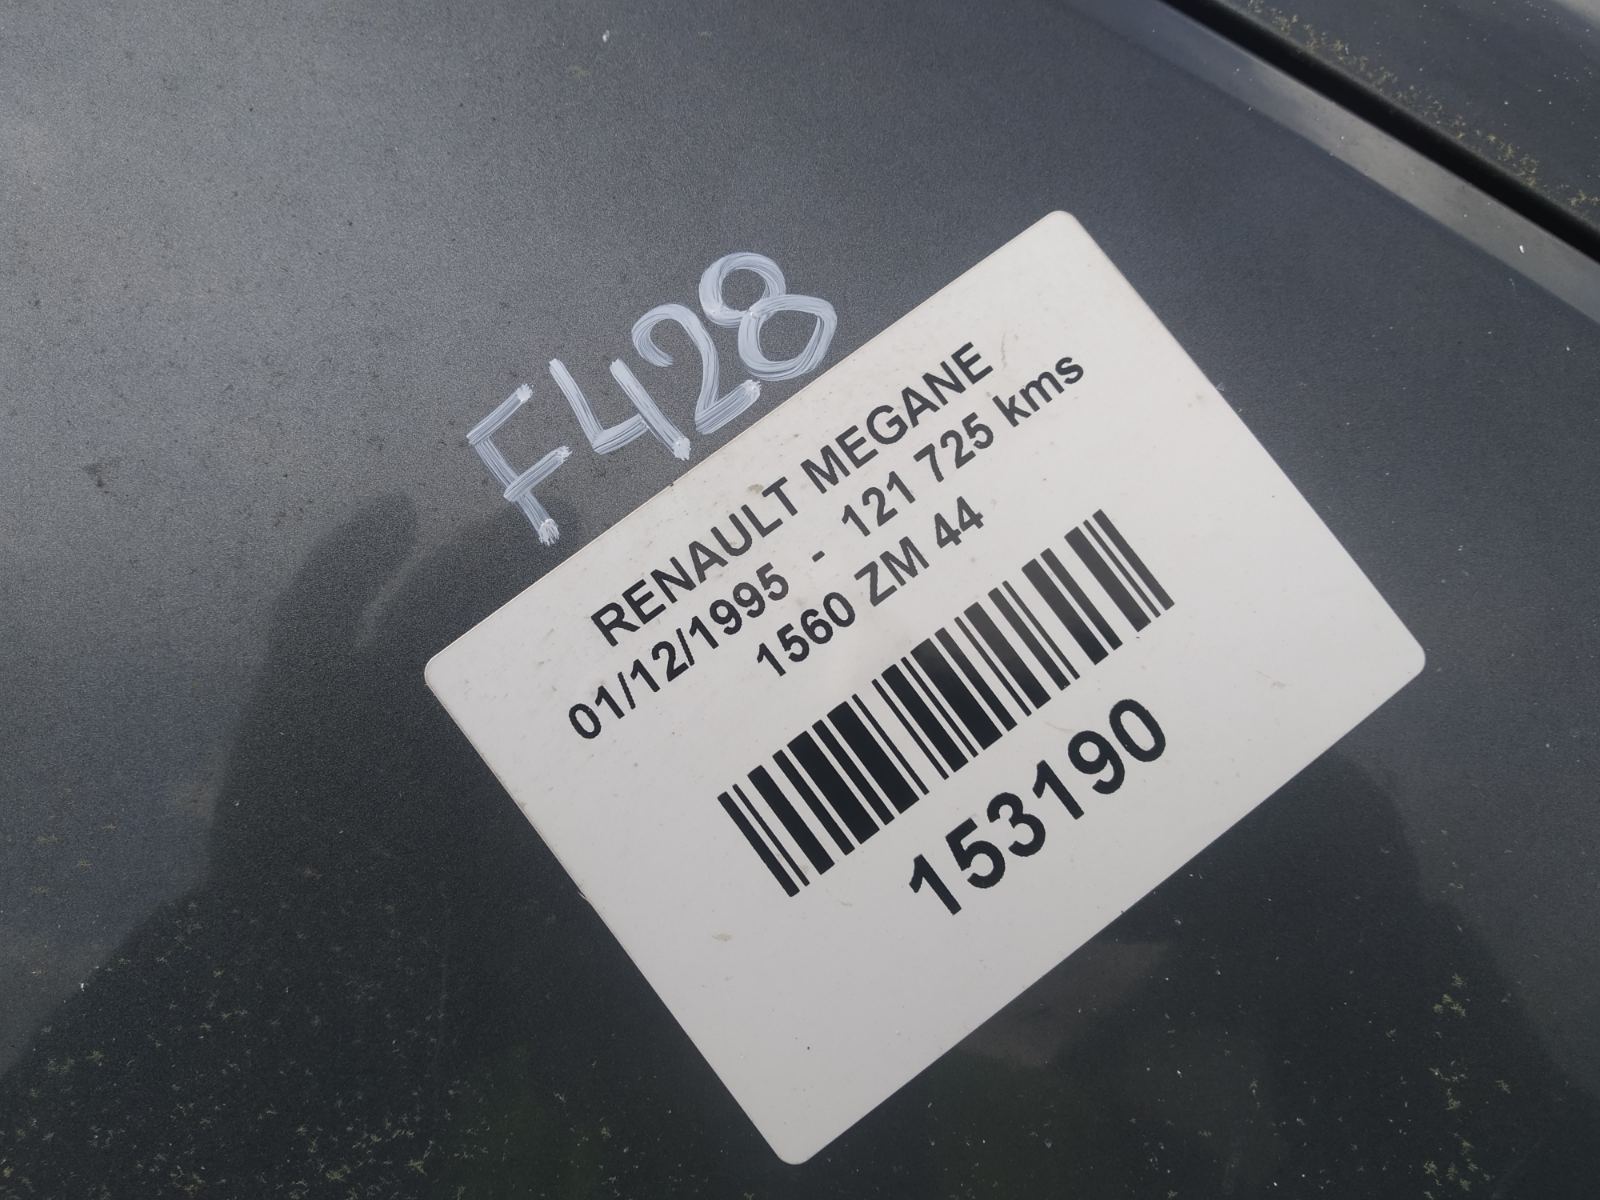 F428
RENAULT MEGANE
01/12/1995 - 121 725 kms
1560 ZM 44
153190